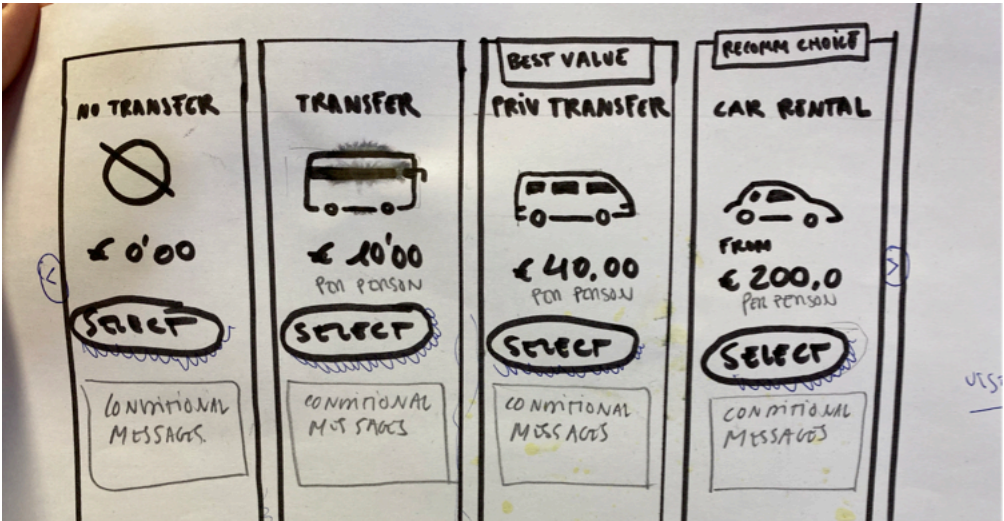 NO TRANSFER
€ 0'00
SELECT
CONDITIONAL
MESSAGES
TRANSFER
€ 10'00
PER PERSON
SELECT
CONDITIONAL
MESSAGES
BEST VALUE
PRIV TRANSFER
€ 40.00
PER PERSON
SELECT
CONDITIONAL
MESSAGES
RECOMM CHOICE
CAR RENTAL
FROM
€ 200.0
PER PERSON
SELECT
CONDITIONAL
MESSAGES